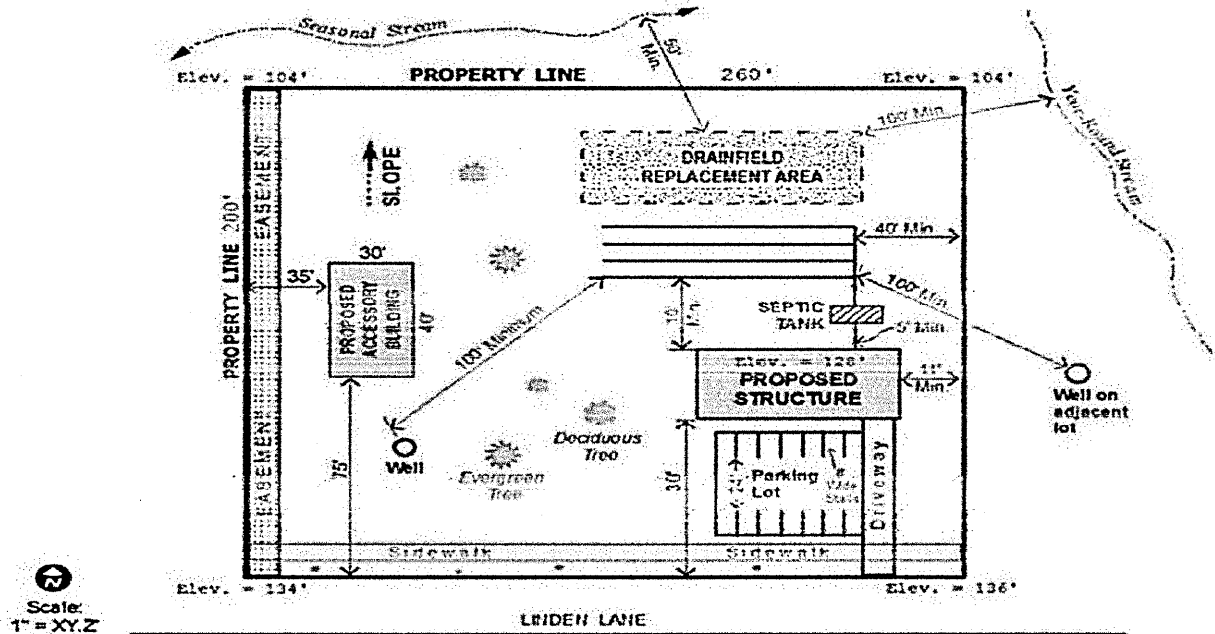 Seasonal Stream
50'
Min.
Elev. = 104'
PROPERTY LINE
260'
Elev. = 104'
Year-Round Stream
100' Min.
EASEMENT
SLOPE
DRAINFIELD
REPLACEMENT AREA
PROPERTY LINE 200'
40' Min.
35'
30'
PROPOSED
ACCESSORY
BUILDING
40'
100' Minimum
10'
Min.
SEPTIC
TANK
5' Min.
100' Min.
PROPOSED
STRUCTURE
11'
Min
Well on
adjacent
lot
EASEMENT
75'
Well
Deciduous
Tree
Evergreen
Tree
30'
Parking
Lot
Driveway
Sidewalk
Sidewalk
Elev. = 134'
Elev. = 136'
N
Scale:
1" = XY.Z'
LINDEN LANE